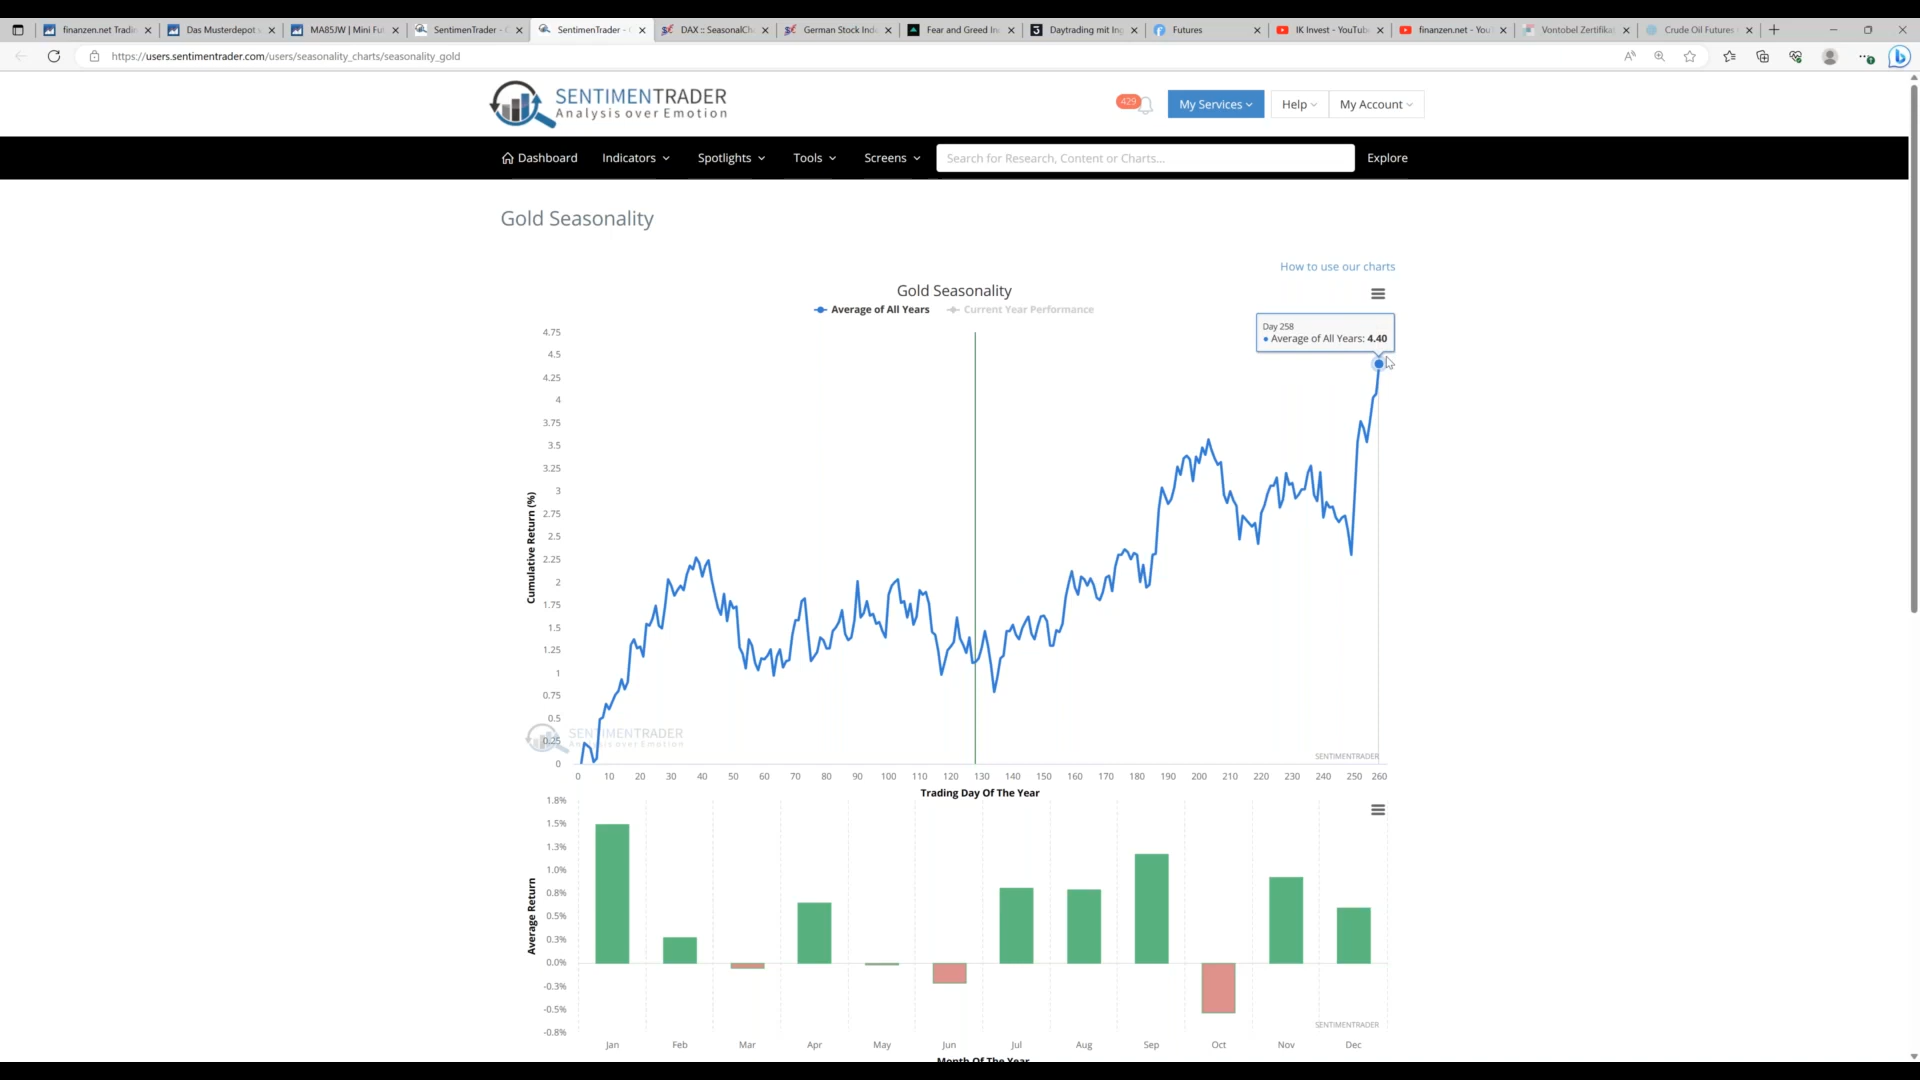 finanzen.net Tradin
Das Musterdepot
MA85JW | Mini Fu
SentimenTrader -
SentimenTrader -
DAX :: SeasonalCh
German Stock Ind
Fear and Greed In
Daytrading mit In
Futures
IK Invest - YouTub
finanzen.net - You
Vontobel Zertifikat
Crude Oil Futures
https://users.sentimentrader.com/users/seasonality_charts/seasonality_gold
SENTIMENTRADER
Analysis over Emotion
429
My Services
Help
My Account
Dashboard
Indicators
Spotlights
Tools
Screens
Search for Research, Content or Charts...
Explore
Gold Seasonality
How to use our charts
Gold Seasonality
Average of All Years
Current Year Performance
Day 258
Average of All Years: 4.40
4.75
4.5
4.25
4
3.75
3.5
3.25
3
2.75
2.5
2.25
2
1.75
1.5
1.25
1
0.75
0.5
0.25
0
Cumulative Return (%)
SENTIMENTRADER
Analysis over Emotion
SENTIMENTRADER
0 10 20 30 40 50 60 70 80 90 100 110 120 130 140 150 160 170 180 190 200 210 220 230 240 250 260
Trading Day Of The Year
1.8%
1.5%
1.3%
1.0%
0.8%
0.5%
0.3%
0.0%
-0.3%
-0.5%
-0.8%
Average Return
SENTIMENTRADER
Jan Feb Mar Apr May Jun Jul Aug Sep Oct Nov Dec
Month Of The Year